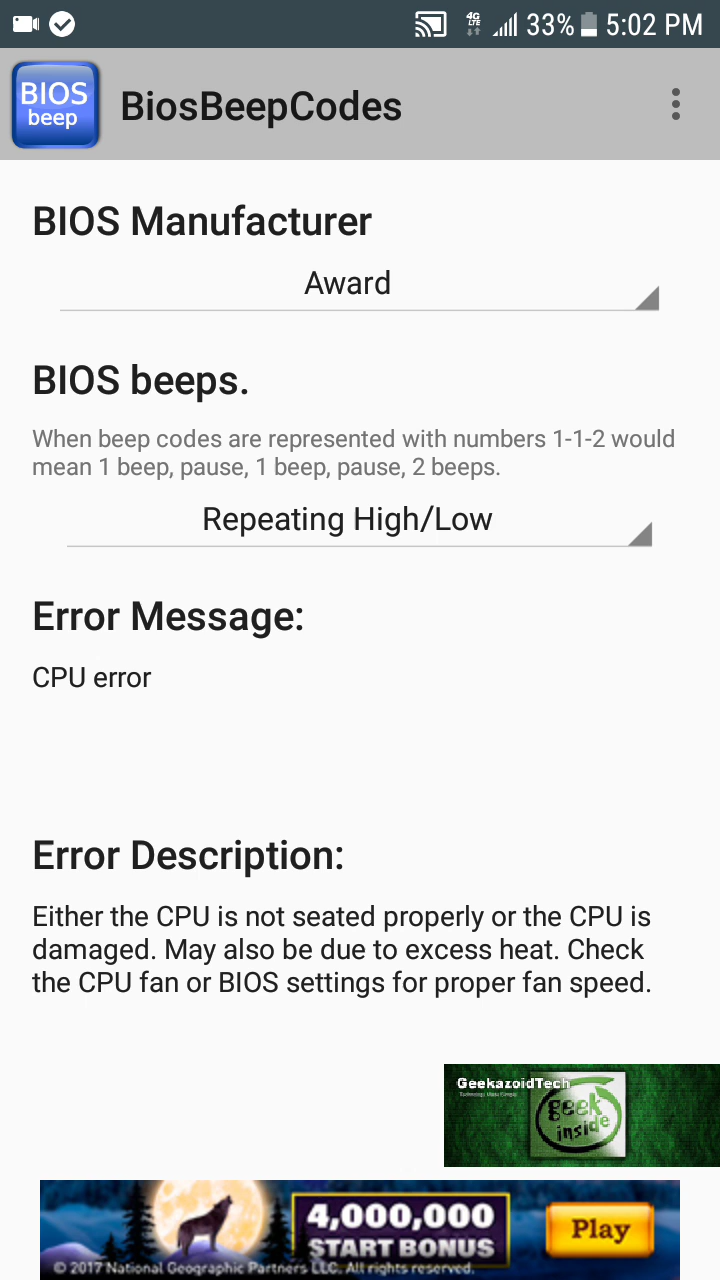 4G LTE 33% 5:02 PM
BIOS beep
BiosBeepCodes
BIOS Manufacturer
Award
BIOS beeps.
When beep codes are represented with numbers 1-1-2 would
mean 1 beep, pause, 1 beep, pause, 2 beeps.
Repeating High/Low
Error Message:
CPU error
Error Description:
Either the CPU is not seated properly or the CPU is
damaged. May also be due to excess heat. Check
the CPU fan or BIOS settings for proper fan speed.
GeekazoidTech
geek
inside
4,000,000
START BONUS
Play
© 2017 National Geographic Partners LLC. All rights reserved.